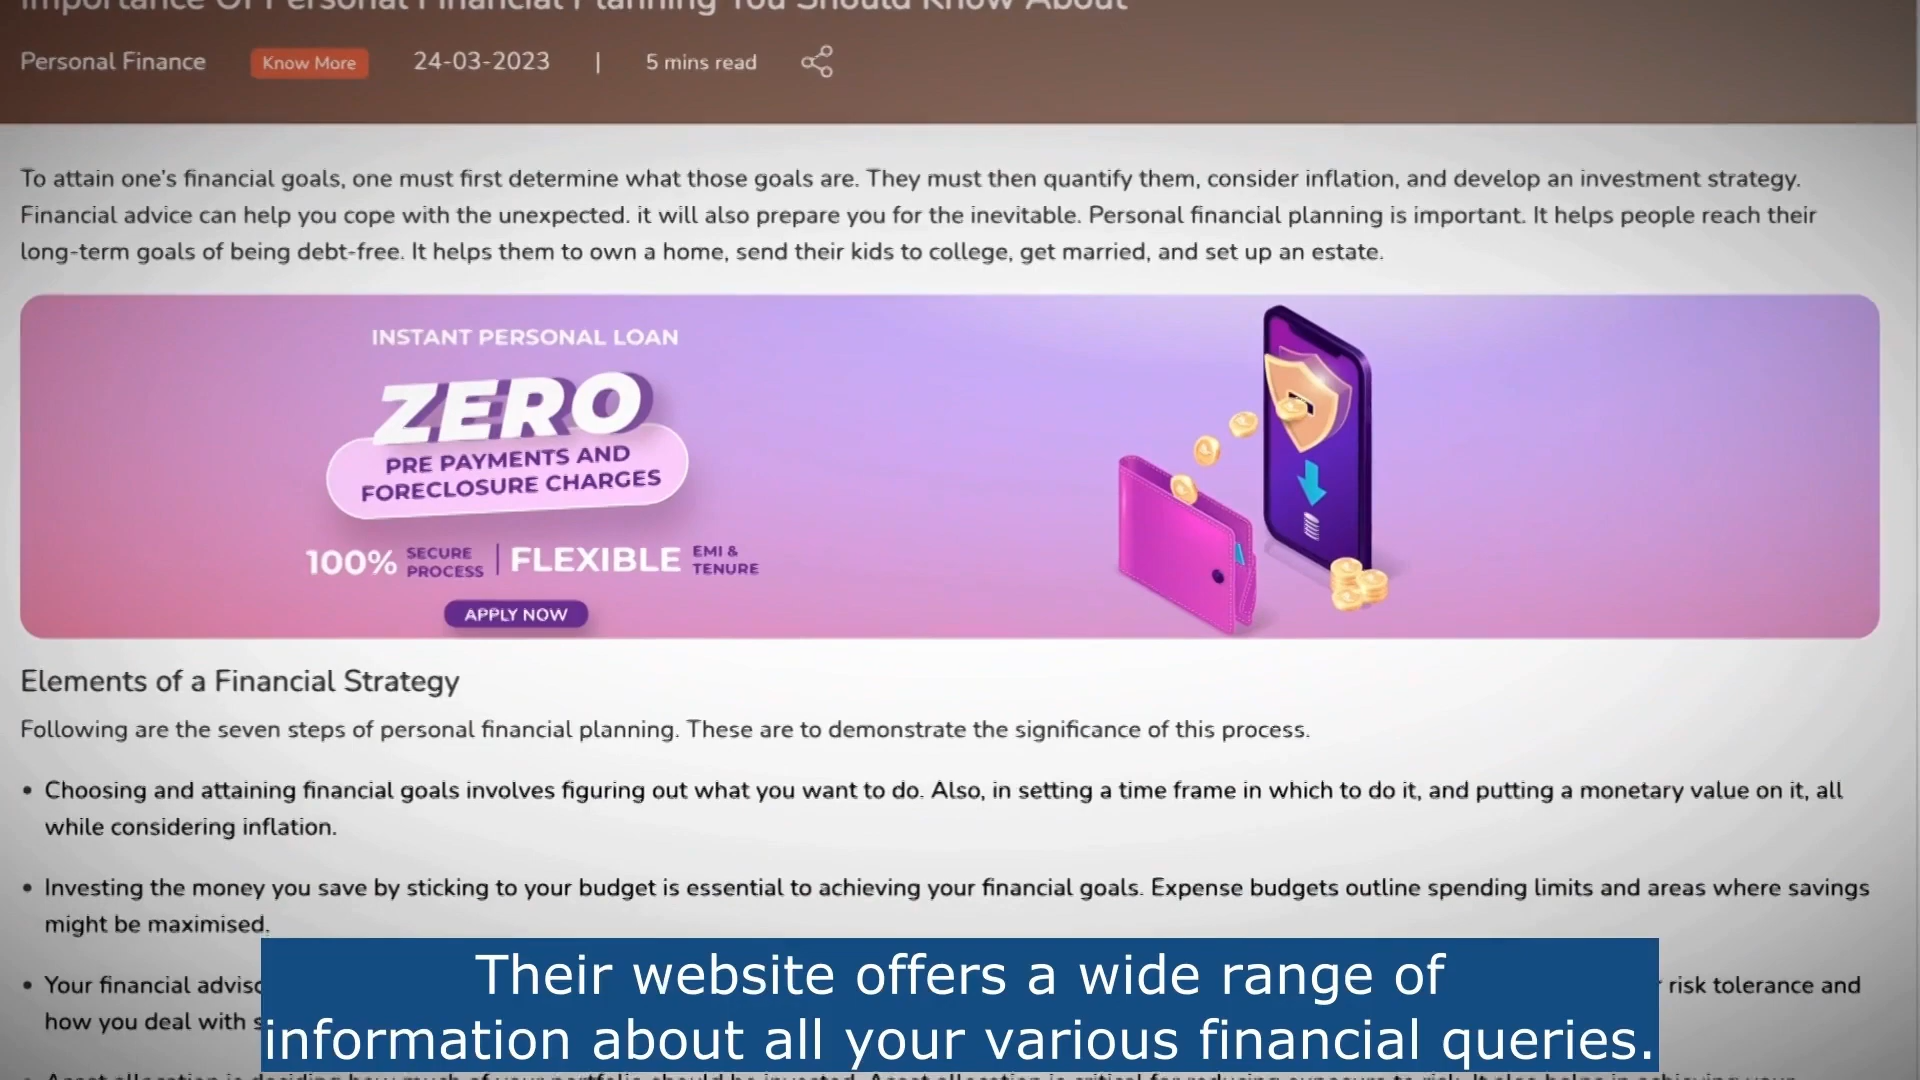 Importance Of Personal Financial Planning You Should Know About
Personal Finance Know More 24-03-2023 | 5 mins read
To attain one's financial goals, one must first determine what those goals are. They must then quantify them, consider inflation, and develop an investment strategy.
Financial advice can help you cope with the unexpected. it will also prepare you for the inevitable. Personal financial planning is important. It helps people reach their
long-term goals of being debt-free. It helps them to own a home, send their kids to college, get married, and set up an estate.
INSTANT PERSONAL LOAN
ZERO
PRE PAYMENTS AND
FORECLOSURE CHARGES
100% SECURE PROCESS | FLEXIBLE EMI & TENURE
APPLY NOW
Elements of a Financial Strategy
Following are the seven steps of personal financial planning. These are to demonstrate the significance of this process.
• Choosing and attaining financial goals involves figuring out what you want to do. Also, in setting a time frame in which to do it, and putting a monetary value on it, all
while considering inflation.
• Investing the money you save by sticking to your budget is essential to achieving your financial goals. Expense budgets outline spending limits and areas where savings
might be maximised.
• Your financial risk tolerance and
how you deal with
Their website offers a wide range of
information about all your various financial queries.